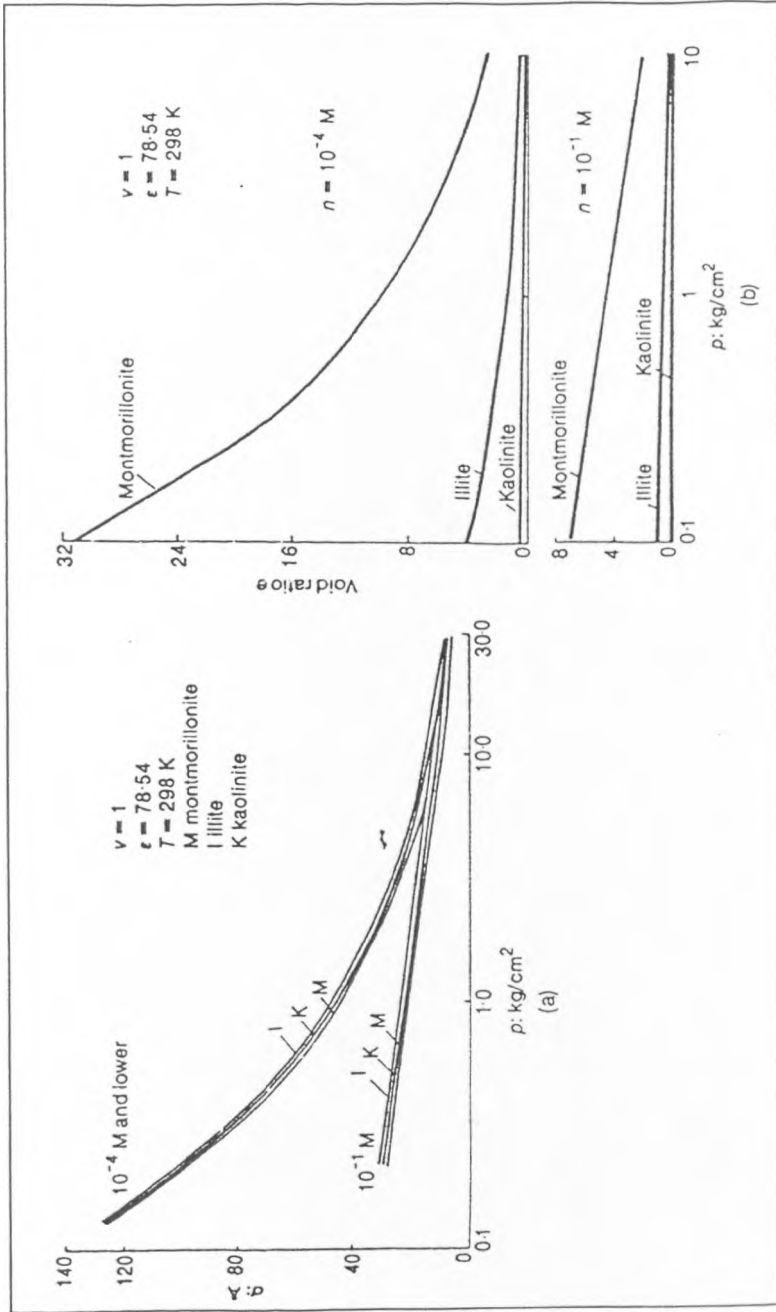 140
120
80
40
0
d: Å
10⁻⁴ M and lower
I
K
M
10⁻¹ M
I
K
M
ν = 1
ε = 78·54
T = 298 K
M montmorillonite
I illite
K kaolinite
0·1
1·0
10·0
30·0
p: kg/cm²
(a)
32
24
16
8
0
Void ratio e
Montmorillonite
Illite
Kaolinite
ν = 1
ε = 78·54
T = 298 K
n = 10⁻⁴ M
8
4
0
Montmorillonite
Illite
Kaolinite
n = 10⁻¹ M
0·1
1
10
p: kg/cm²
(b)